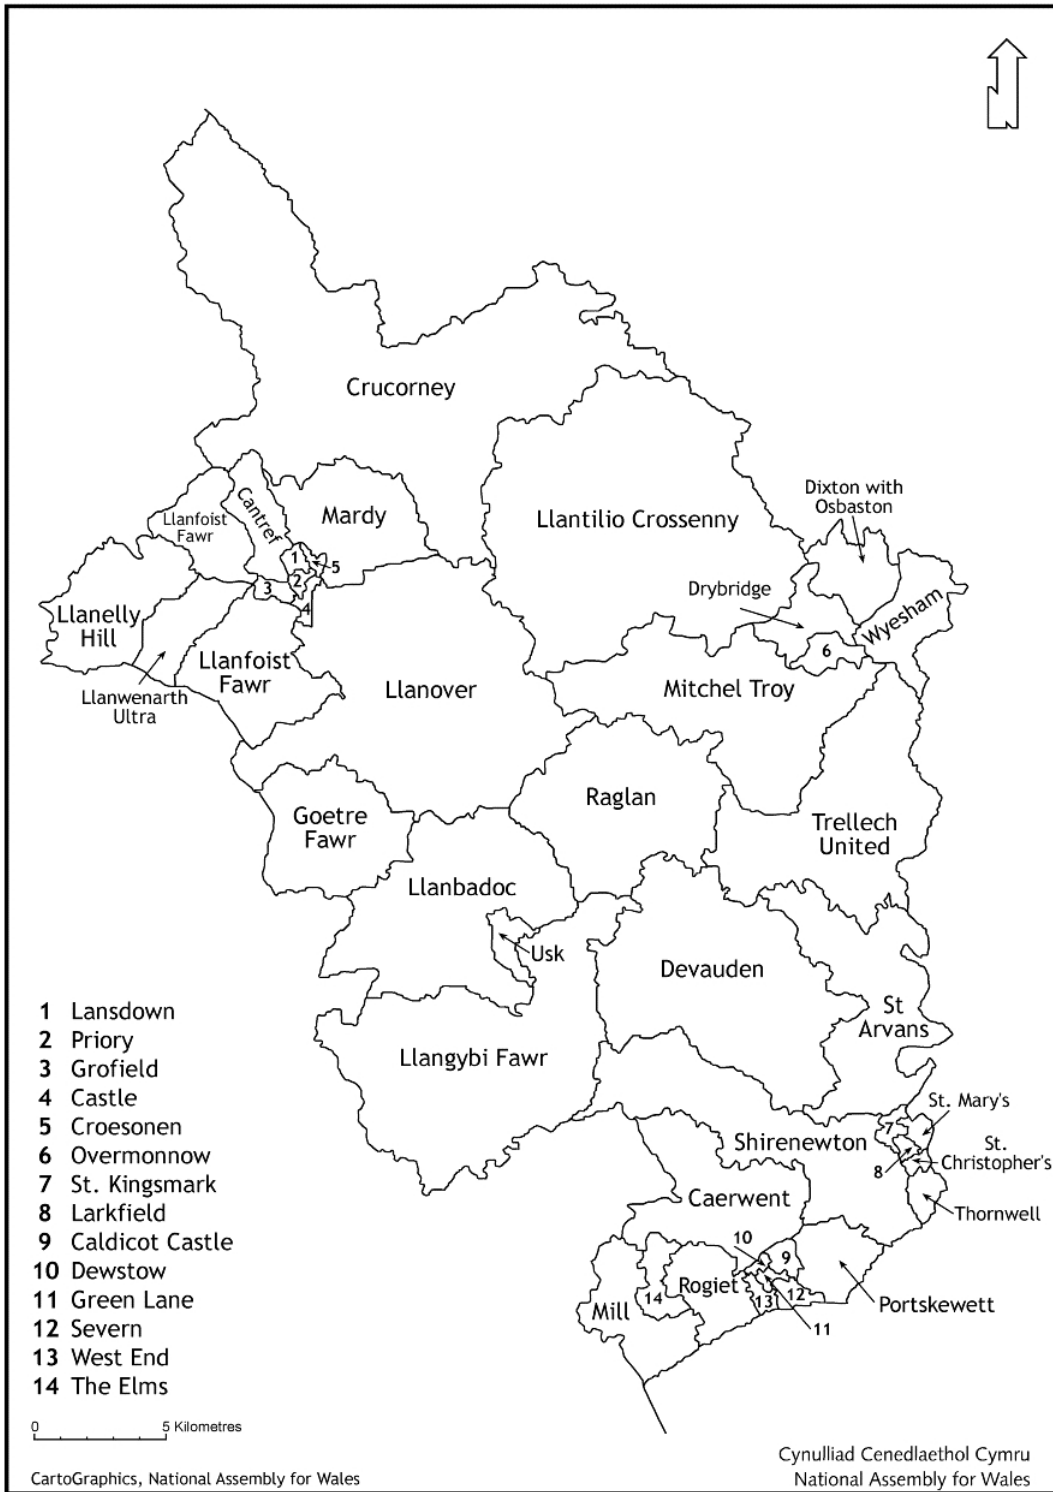 Crucorney
Cantref
Mardy
Llanfoist
Fawr
Llantilio Crossenny
Dixton with
Osbaston
1
5
2
3
4
Drybridge
Wyesham
Llanelly
Hill
6
Llanfoist
Fawr
Llanover
Mitchel Troy
Llanwenarth
Ultra
Raglan
Goetre
Fawr
Trellech
United
Llanbadoc
Usk
Devauden
St
Arvans
Llangybi Fawr
St. Mary's
7
Shirenewton
St.
Christopher's
8
Caerwent
Thornwell
10
9
Rogiet
14
12
13
Mill
Portskewett
11
1 Lansdown
2 Priory
3 Grofield
4 Castle
5 Croesonen
6 Overmonnow
7 St. Kingsmark
8 Larkfield
9 Caldicot Castle
10 Dewstow
11 Green Lane
12 Severn
13 West End
14 The Elms
0 5 Kilometres
CartoGraphics, National Assembly for Wales
Cynulliad Cenedlaethol Cymru
National Assembly for Wales